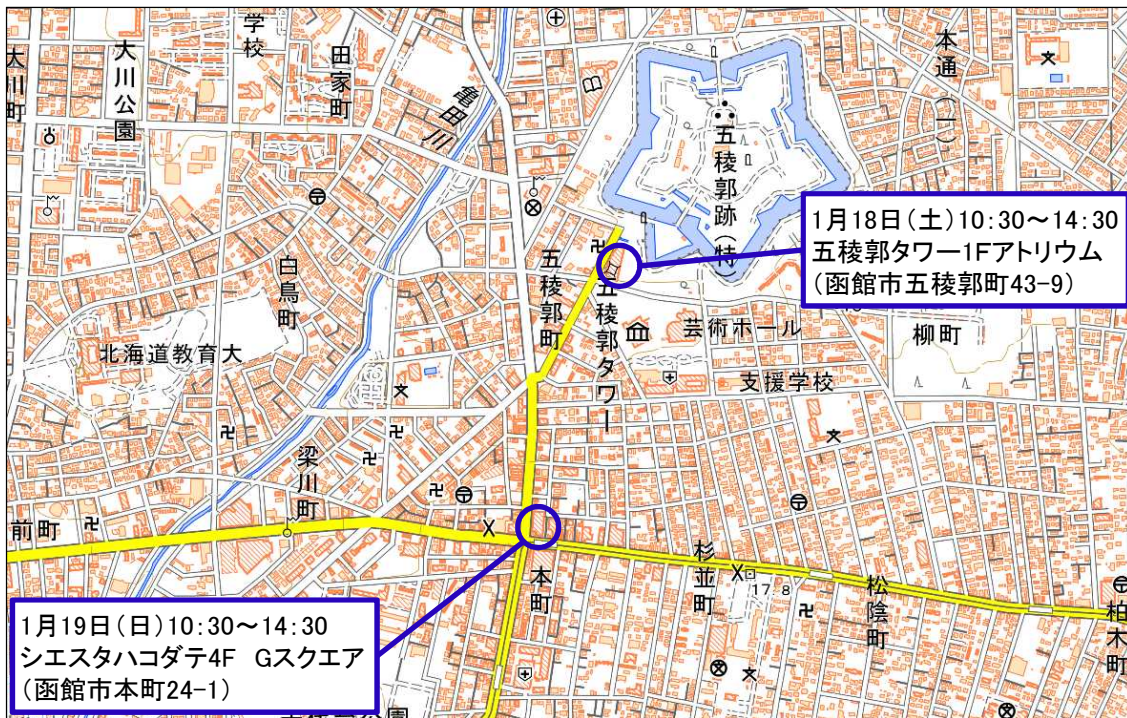 学校
大川公園
大川町
田家町
亀田川
本通(一)
五稜郭跡(特
1月18日(土)10:30～14:30
五稜郭タワー1Fアトリウム
(函館市五稜郭町43-9)
白鳥町
五稜郭町
五稜郭タワー
芸術ホール
柳町
北海道教育大
支援学校
梁川町
前町
本町
杉並町
17.8
松陰町
柏木町
1月19日(日)10:30～14:30
シエスタハコダテ4F Gスクエア
(函館市本町24-1)